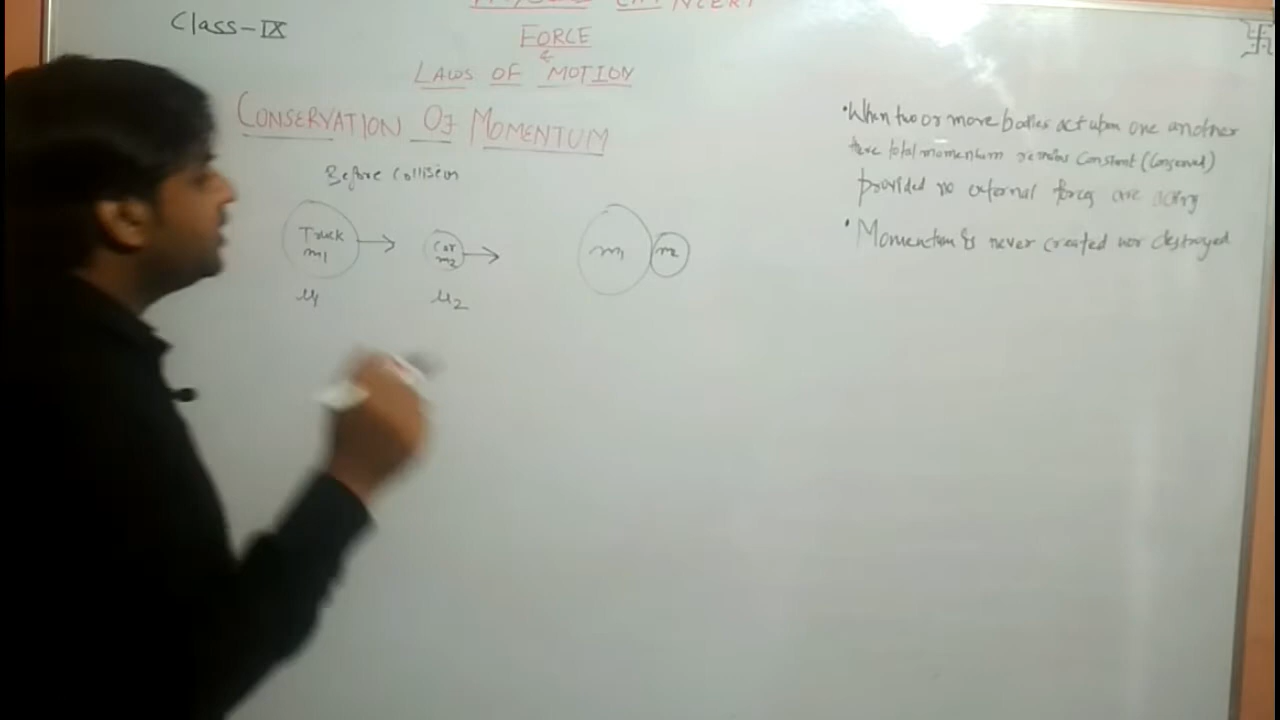 Class-IX
FORCE
&
LAWS OF MOTION
CONSERVATION OF MOMENTUM
Before Collision
Truck
m1
Car
m2
u1
u2
m1
m2
• When two or more bodies act upon one another
total momentum remains Constant (Conserved)
provided no external forces are acting
• Momentum is never created nor destroyed